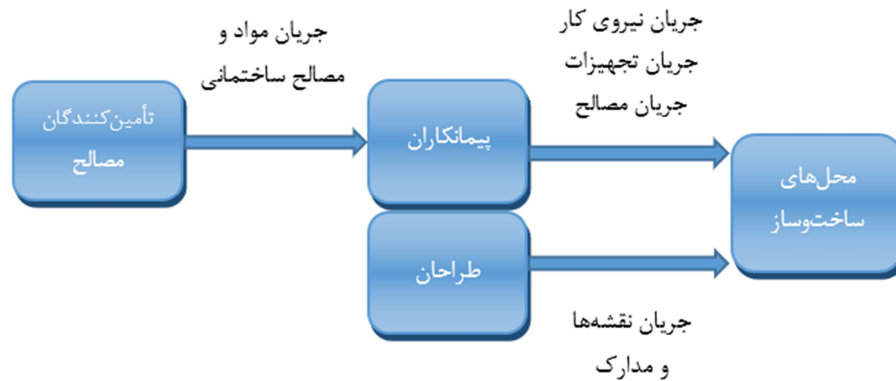 جریان مواد و
مصالح ساختمانی
جریان نیروی کار
جریان تجهیزات
جریان مصالح
تأمین‌کنندگان
مصالح
پیمانکاران
محل‌های
ساخت‌وساز
طراحان
جریان نقشه‌ها
و مدارک